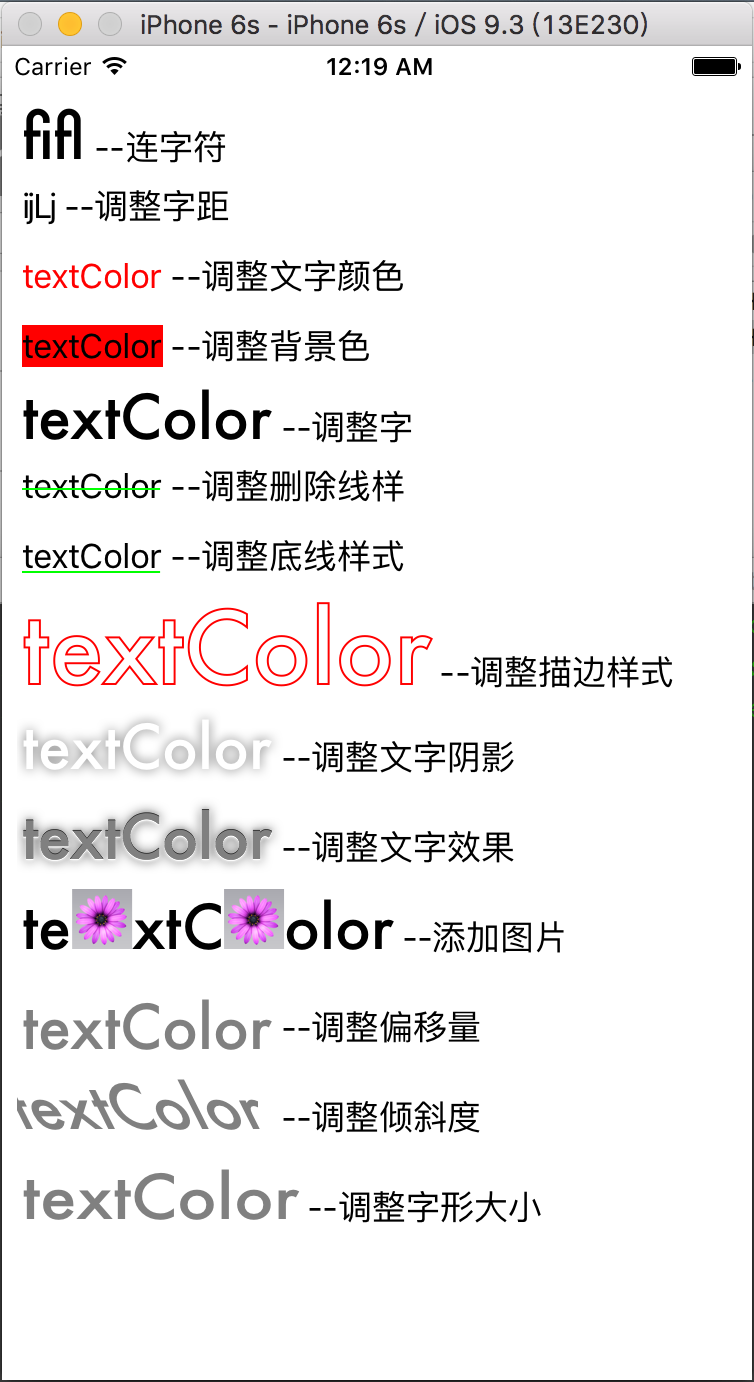 iPhone 6s - iPhone 6s / iOS 9.3 (13E230)
Carrier 12:19 AM
fifl --连字符
ijLj --调整字距
textColor --调整文字颜色
textColor --调整背景色
textColor --调整字
textColor --调整删除线样
textColor --调整底线样式
textColor --调整描边样式
textColor --调整文字阴影
textColor --调整文字效果
textColor --添加图片
textColor --调整偏移量
textColor --调整倾斜度
textColor --调整字形大小